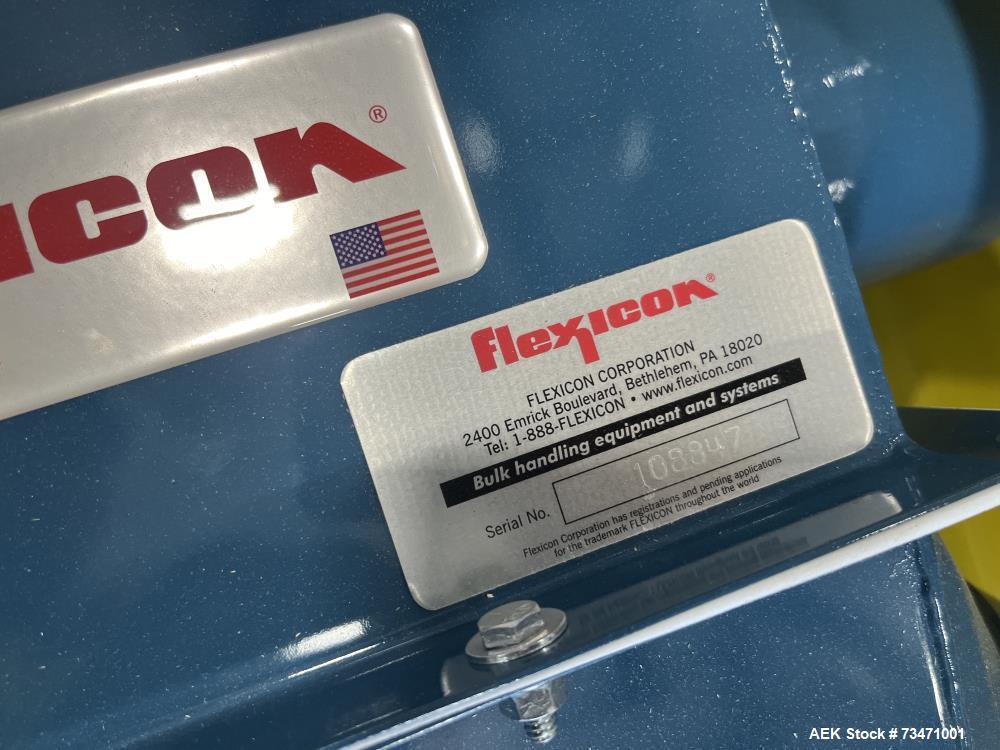 icon®
flexicon®
FLEXICON CORPORATION
2400 Emrick Boulevard, Bethlehem, PA 18020
Tel: 1-888-FLEXICON • www.flexicon.com
Bulk handling equipment and systems
Serial No. 108847
Flexicon Corporation has registrations and pending applications
for the trademark FLEXICON throughout the world
AEK Stock # 73471001